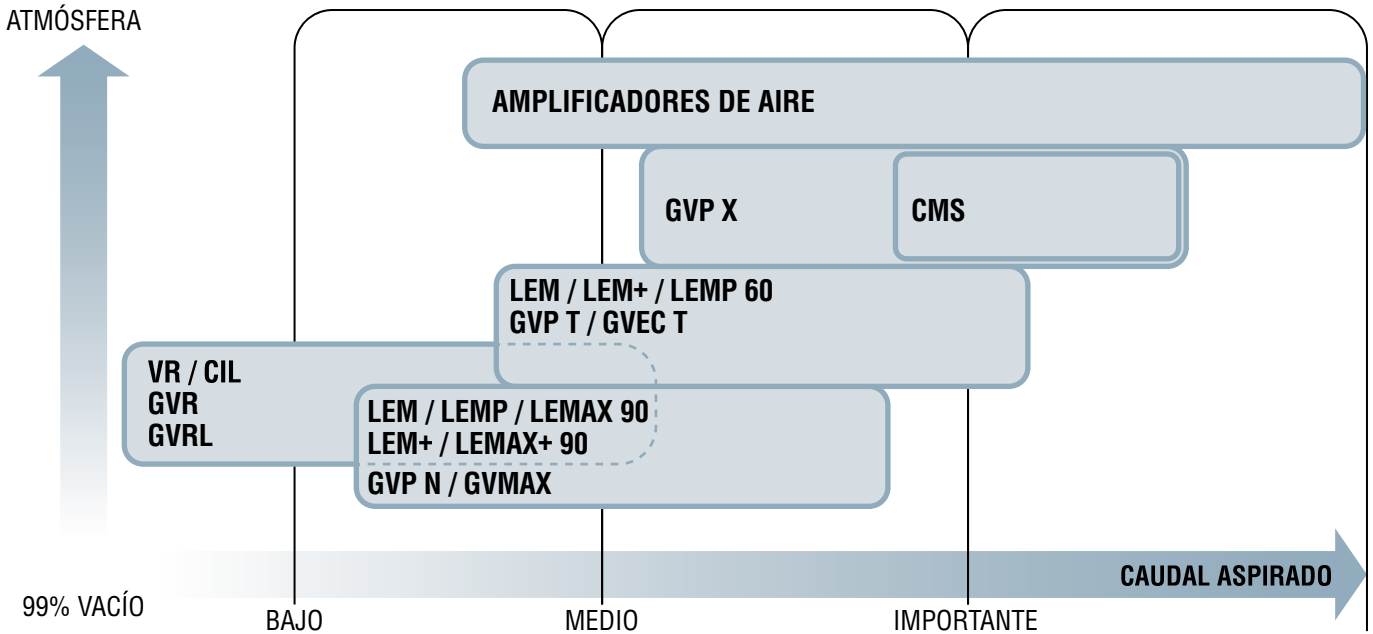 ATMÓSFERA
AMPLIFICADORES DE AIRE
GVP X
CMS
LEM / LEM+ / LEMP 60
GVP T / GVEC T
VR / CIL
GVR
GVRL
LEM / LEMP / LEMAX 90
LEM+ / LEMAX+ 90
GVP N / GVMAX
CAUDAL ASPIRADO
99% VACÍO
BAJO
MEDIO
IMPORTANTE